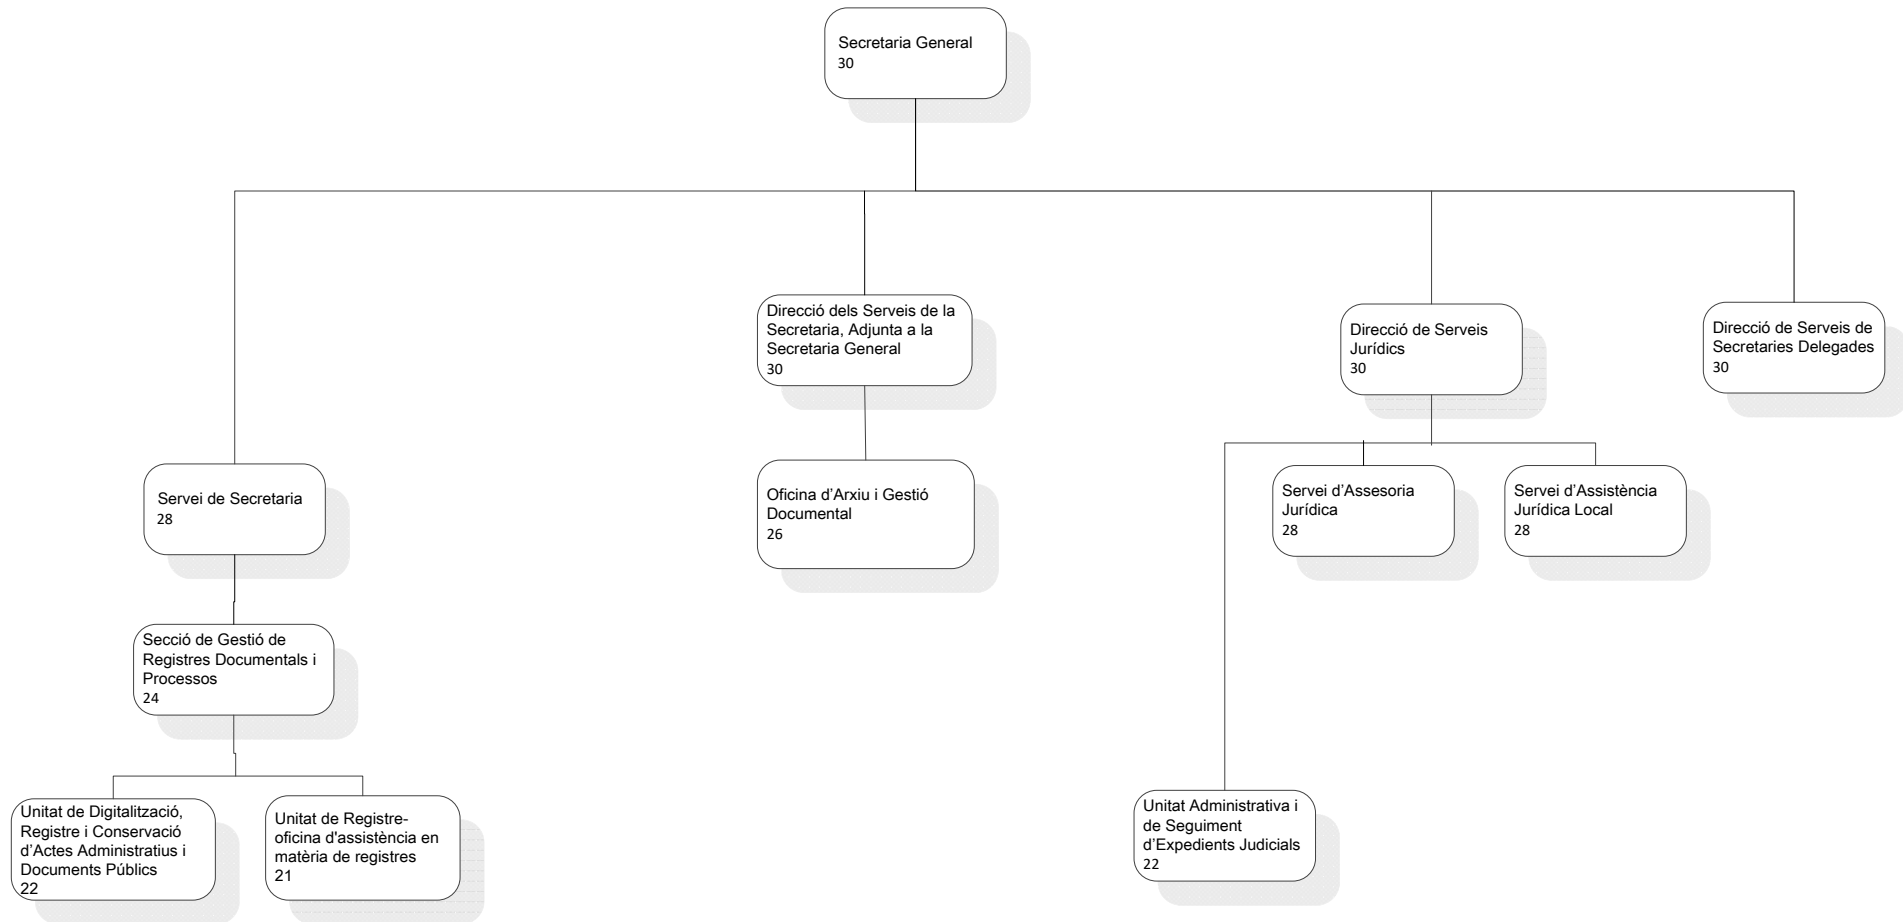 Secretaria General
30
Direcció dels Serveis de la
Secretaria, Adjunta a la
Secretaria General
30
Direcció de Serveis
Jurídics
30
Direcció de Serveis de
Secretaries Delegades
30
Servei de Secretaria
28
Oficina d’Arxiu i Gestió
Documental
26
Servei d’Assesoria
Jurídica
28
Servei d’Assistència
Jurídica Local
28
Secció de Gestió de
Registres Documentals i
Processos
24
Unitat de Digitalització,
Registre i Conservació
d’Actes Administratius i
Documents Públics
22
Unitat de Registre-
oficina d'assistència en
matèria de registres
21
Unitat Administrativa i
de Seguiment
d’Expedients Judicials
22